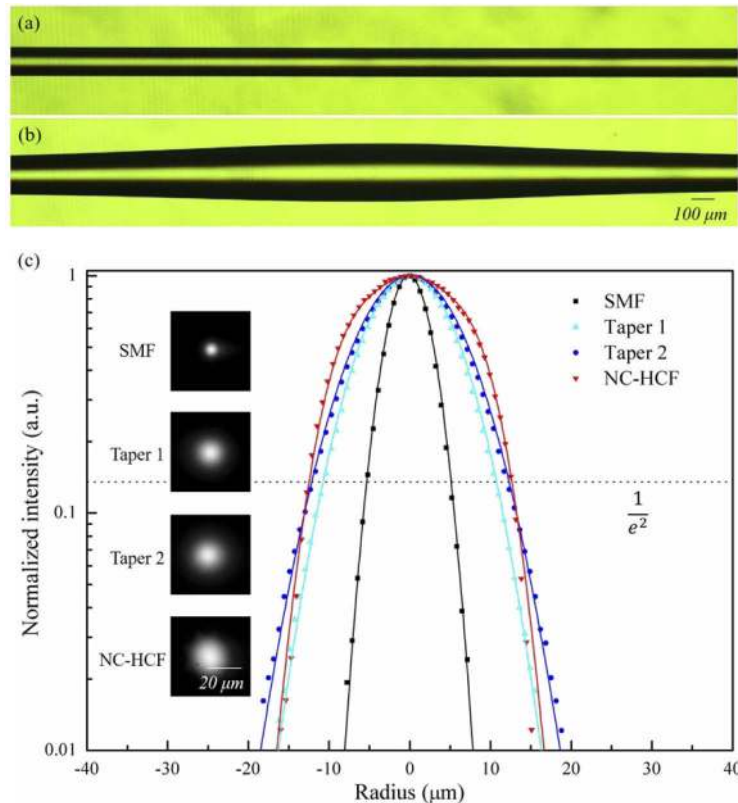 (a)
(b)
100 μm
(c)
1
0.1
0.01
Normalized intensity (a.u.)
SMF
Taper 1
Taper 2
NC-HCF
20 μm
SMF
Taper 1
Taper 2
NC-HCF
1
e²
-40
-30
-20
-10
0
10
20
30
40
Radius (μm)